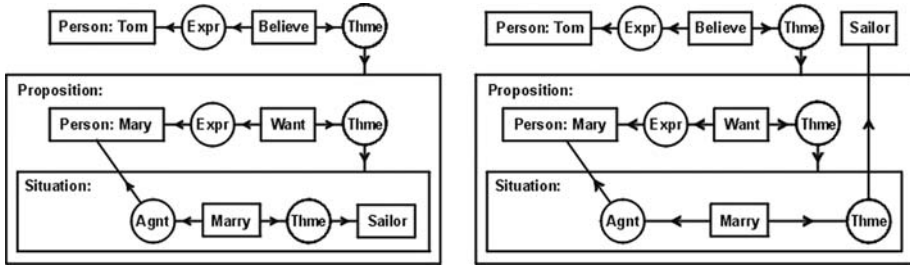 Person: Tom Expr Believe Thme
Proposition:
Person: Mary Expr Want Thme
Situation:
Agnt Marry Thme Sailor
Person: Tom Expr Believe Thme Sailor
Proposition:
Person: Mary Expr Want Thme
Situation:
Agnt Marry Thme